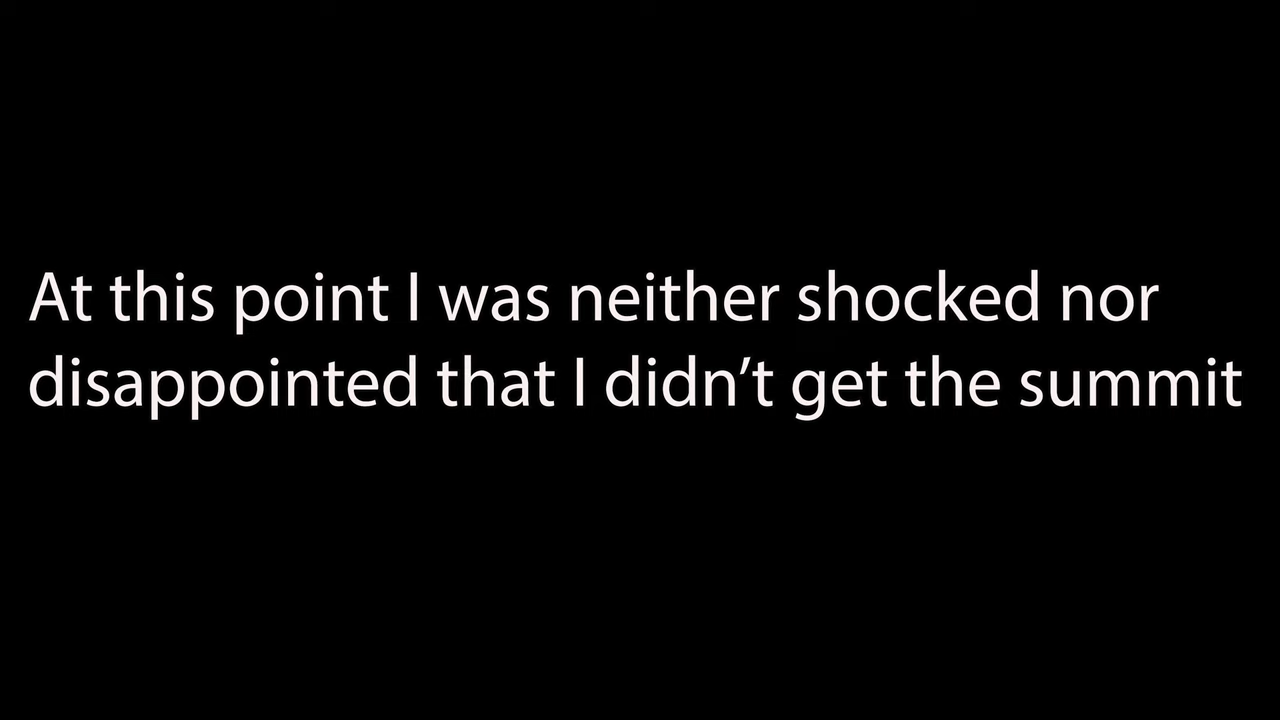 At this point I was neither shocked nor
disappointed that I didn’t get the summit